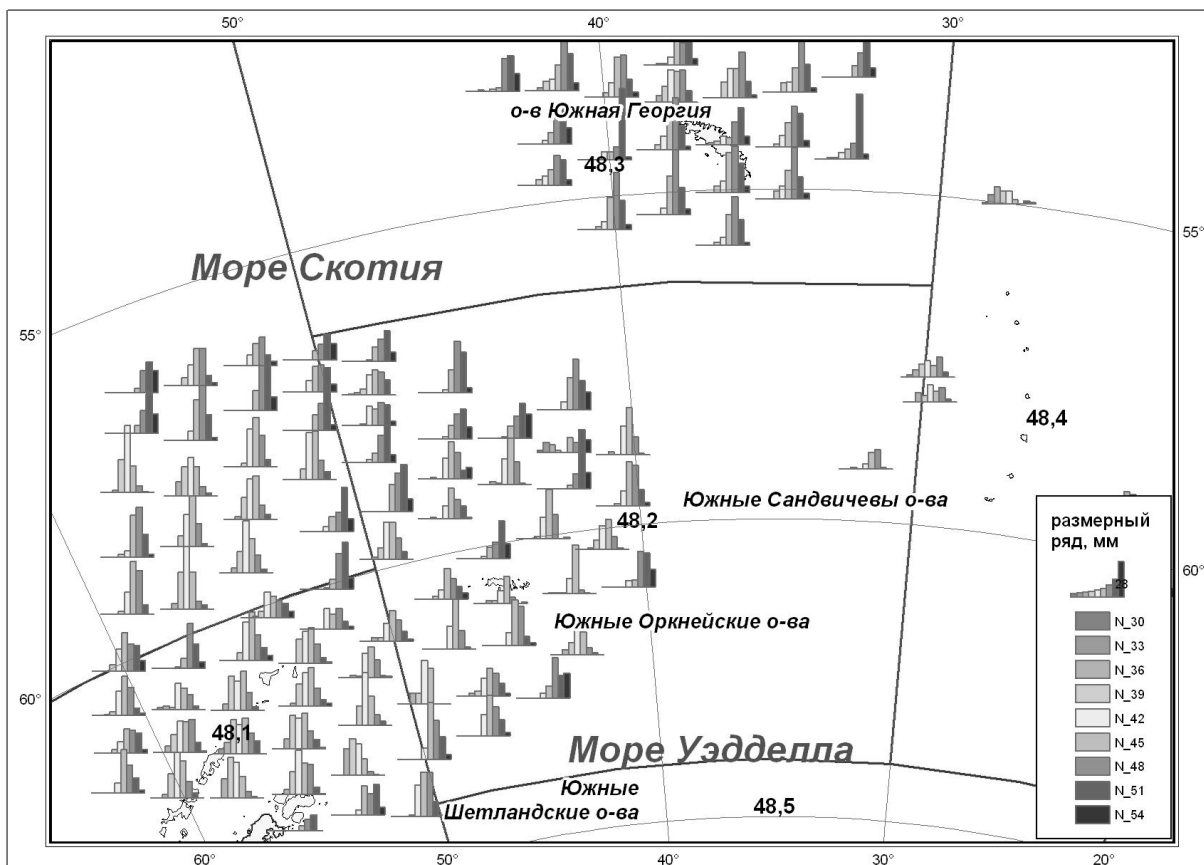 50°
40°
30°
о-в Южная Георгия
48,3
Море Скотия
55°
55°
48,4
Южные Сандвичевы о-ва
48,2
размерный
ряд, мм
28
N_30
N_33
N_36
N_39
N_42
N_45
N_48
N_51
N_54
60°
Южные Оркнейские о-ва
60°
48,1
Море Уэдделла
Южные
Шетландские о-ва
48,5
60°
50°
40°
30°
20°